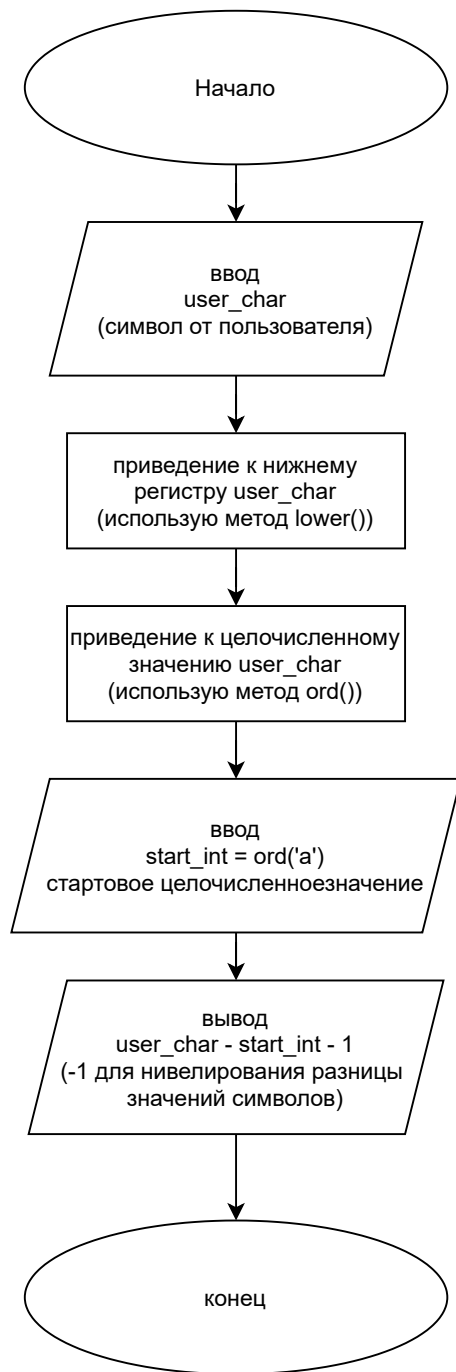 Начало
ввод
user_char
(символ от пользователя)
приведение к нижнему
регистру user_char
(использую метод lower())
приведение к целочисленному
значению user_char
(использую метод ord())
ввод
start_int = ord('a')
стартовое целочисленноезначение
вывод
user_char - start_int - 1
(-1 для нивелирования разницы
значений символов)
конец